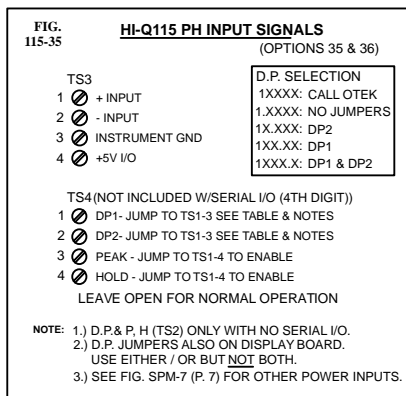 FIG.
115-35
HI-Q115 PH INPUT SIGNALS
(OPTIONS 35 & 36)
TS3
1 + INPUT
2 - INPUT
3 INSTRUMENT GND
4 +5V I/O
D.P. SELECTION
1XXXX: CALL OTEK
1.XXXX: NO JUMPERS
1X.XXX: DP2
1XX.XX: DP1
1XXX.X: DP1 & DP2
TS4(NOT INCLUDED W/SERIAL I/O (4TH DIGIT))
1 DP1- JUMP TO TS1-3 SEE TABLE & NOTES
2 DP2- JUMP TO TS1-3 SEE TABLE & NOTES
3 PEAK - JUMP TO TS1-4 TO ENABLE
4 HOLD - JUMP TO TS1-4 TO ENABLE
LEAVE OPEN FOR NORMAL OPERATION
NOTE: 1.) D.P.& P, H (TS2) ONLY WITH NO SERIAL I/O.
2.) D.P. JUMPERS ALSO ON DISPLAY BOARD.
USE EITHER / OR BUT NOT BOTH.
3.) SEE FIG. SPM-7 (P. 7) FOR OTHER POWER INPUTS.